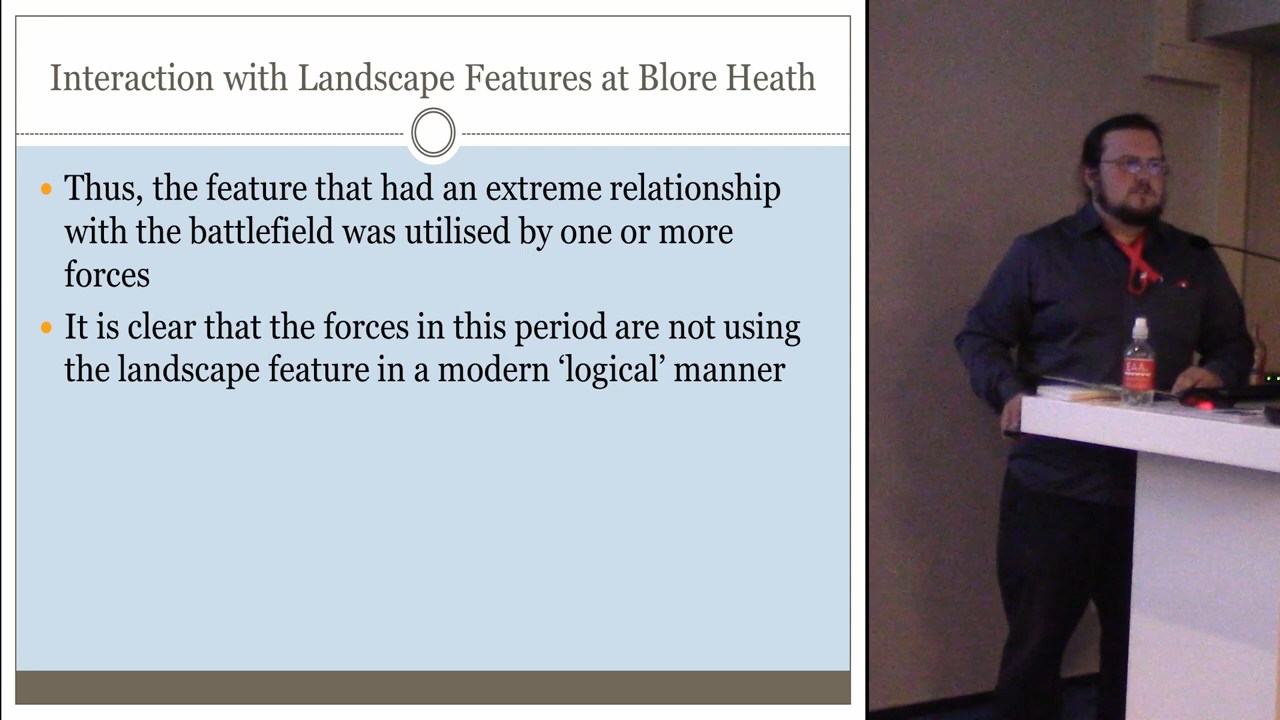 Interaction with Landscape Features at Blore Heath
• Thus, the feature that had an extreme relationship
with the battlefield was utilised by one or more
forces
• It is clear that the forces in this period are not using
the landscape feature in a modern ‘logical’ manner
EAA